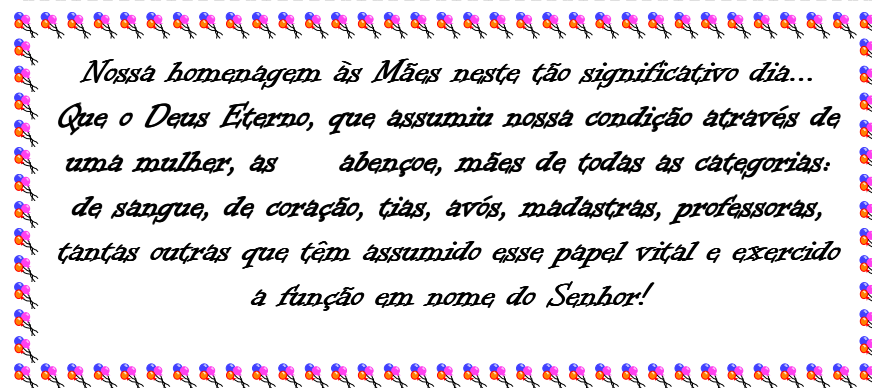 Nossa homenagem às Mães neste tão significativo dia...
Que o Deus Eterno, que assumiu nossa condição através de
uma mulher, as abençoe, mães de todas as categorias:
de sangue, de coração, tias, avós, madastras, professoras,
tantas outras que têm assumido esse papel vital e exercido
a função em nome do Senhor!